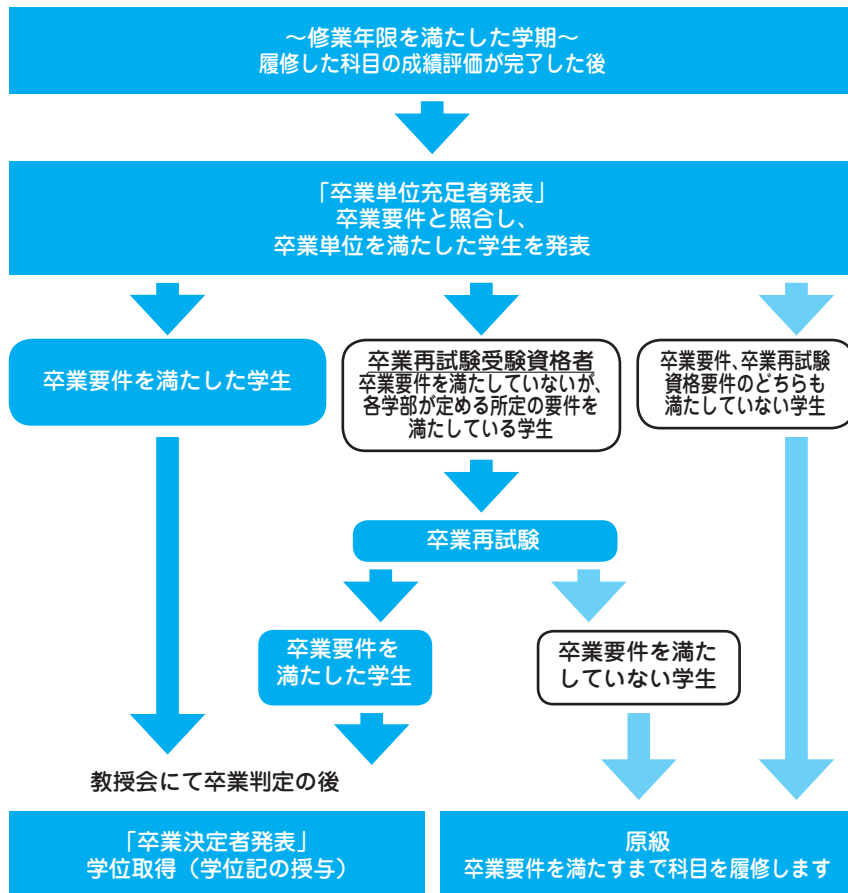 ～修業年限を満たした学期～
履修した科目の成績評価が完了した後
「卒業単位充足者発表」
卒業要件と照合し、
卒業単位を満たした学生を発表
卒業要件を満たした学生
卒業再試験受験資格者
卒業要件を満たしていないが、
各学部が定める所定の要件を
満たしている学生
卒業要件、卒業再試験
資格要件のどちらも
満たしていない学生
卒業再試験
卒業要件を
満たした学生
卒業要件を満た
していない学生
教授会にて卒業判定の後
「卒業決定者発表」
学位取得（学位記の授与）
原級
卒業要件を満たすまで科目を履修します